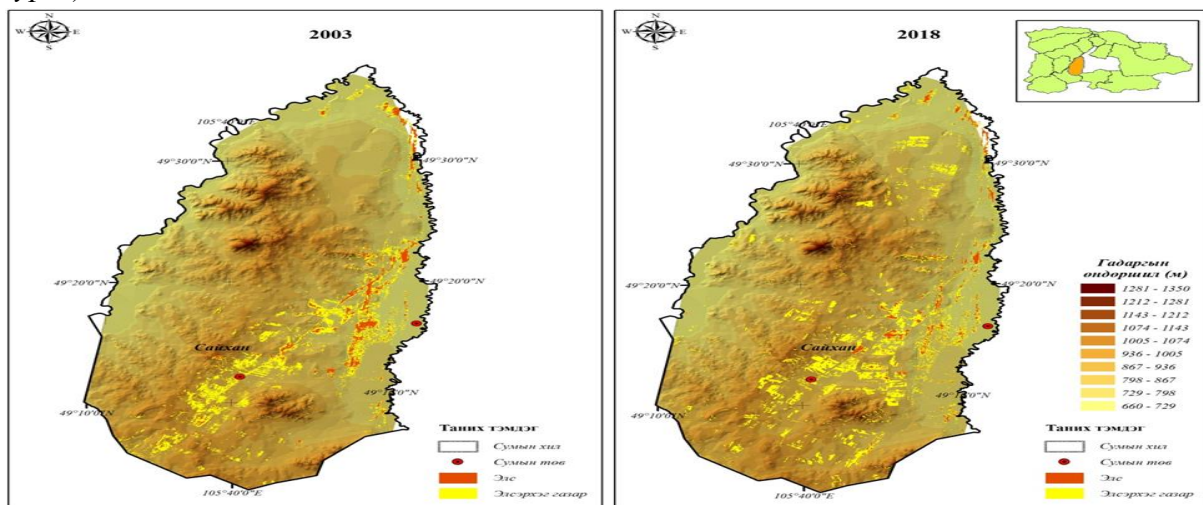 2003
N
W E
S
105°40'0"E
49°30'0"N
49°30'0"N
49°20'0"N
49°20'0"N
Сайхан
49°10'0"N
105°40'0"E
Таних тэмдэг
Сумын хил
Сумын төв
Элс
Элсэрхэг газар
2018
N
W E
S
49°30'0"N
49°30'0"N
49°20'0"N
49°20'0"N
Сайхан
49°10'0"N
105°40'0"E
Гадаргын
өндөршил (м)
1281 - 1350
1212 - 1281
1143 - 1212
1074 - 1143
1005 - 1074
936 - 1005
867 - 936
798 - 867
729 - 798
660 - 729
Таних тэмдэг
Сумын хил
Сумын төв
Элс
Элсэрхэг газар